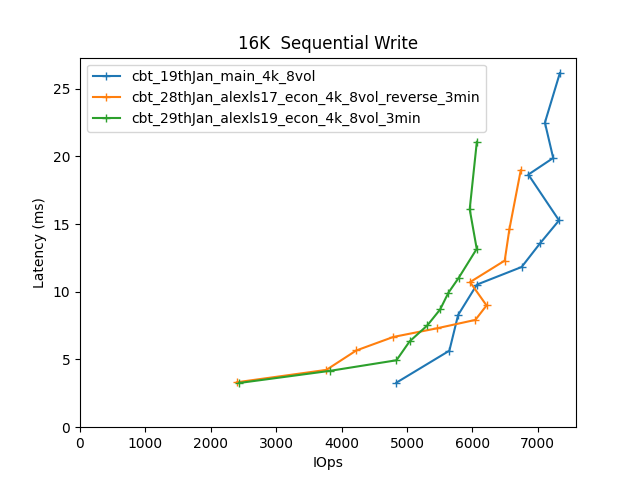 16K  Sequential Write
cbt_19thJan_main_4k_8vol
cbt_28thJan_alexls17_econ_4k_8vol_reverse_3min
cbt_29thJan_alexls19_econ_4k_8vol_3min
25
20
15
10
5
0
Latency (ms)
0 1000 2000 3000 4000 5000 6000 7000
IOps